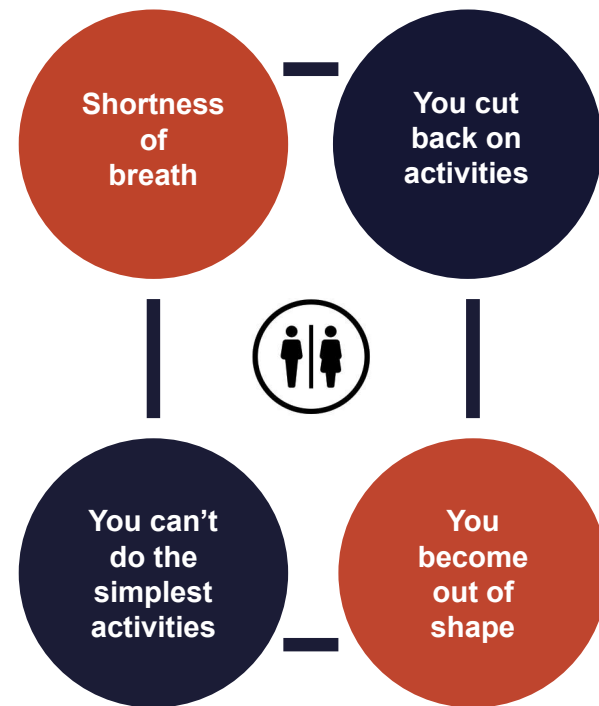 Shortness
of
breath
You cut
back on
activities
You can’t
do the
simplest
activities
You
become
out of
shape